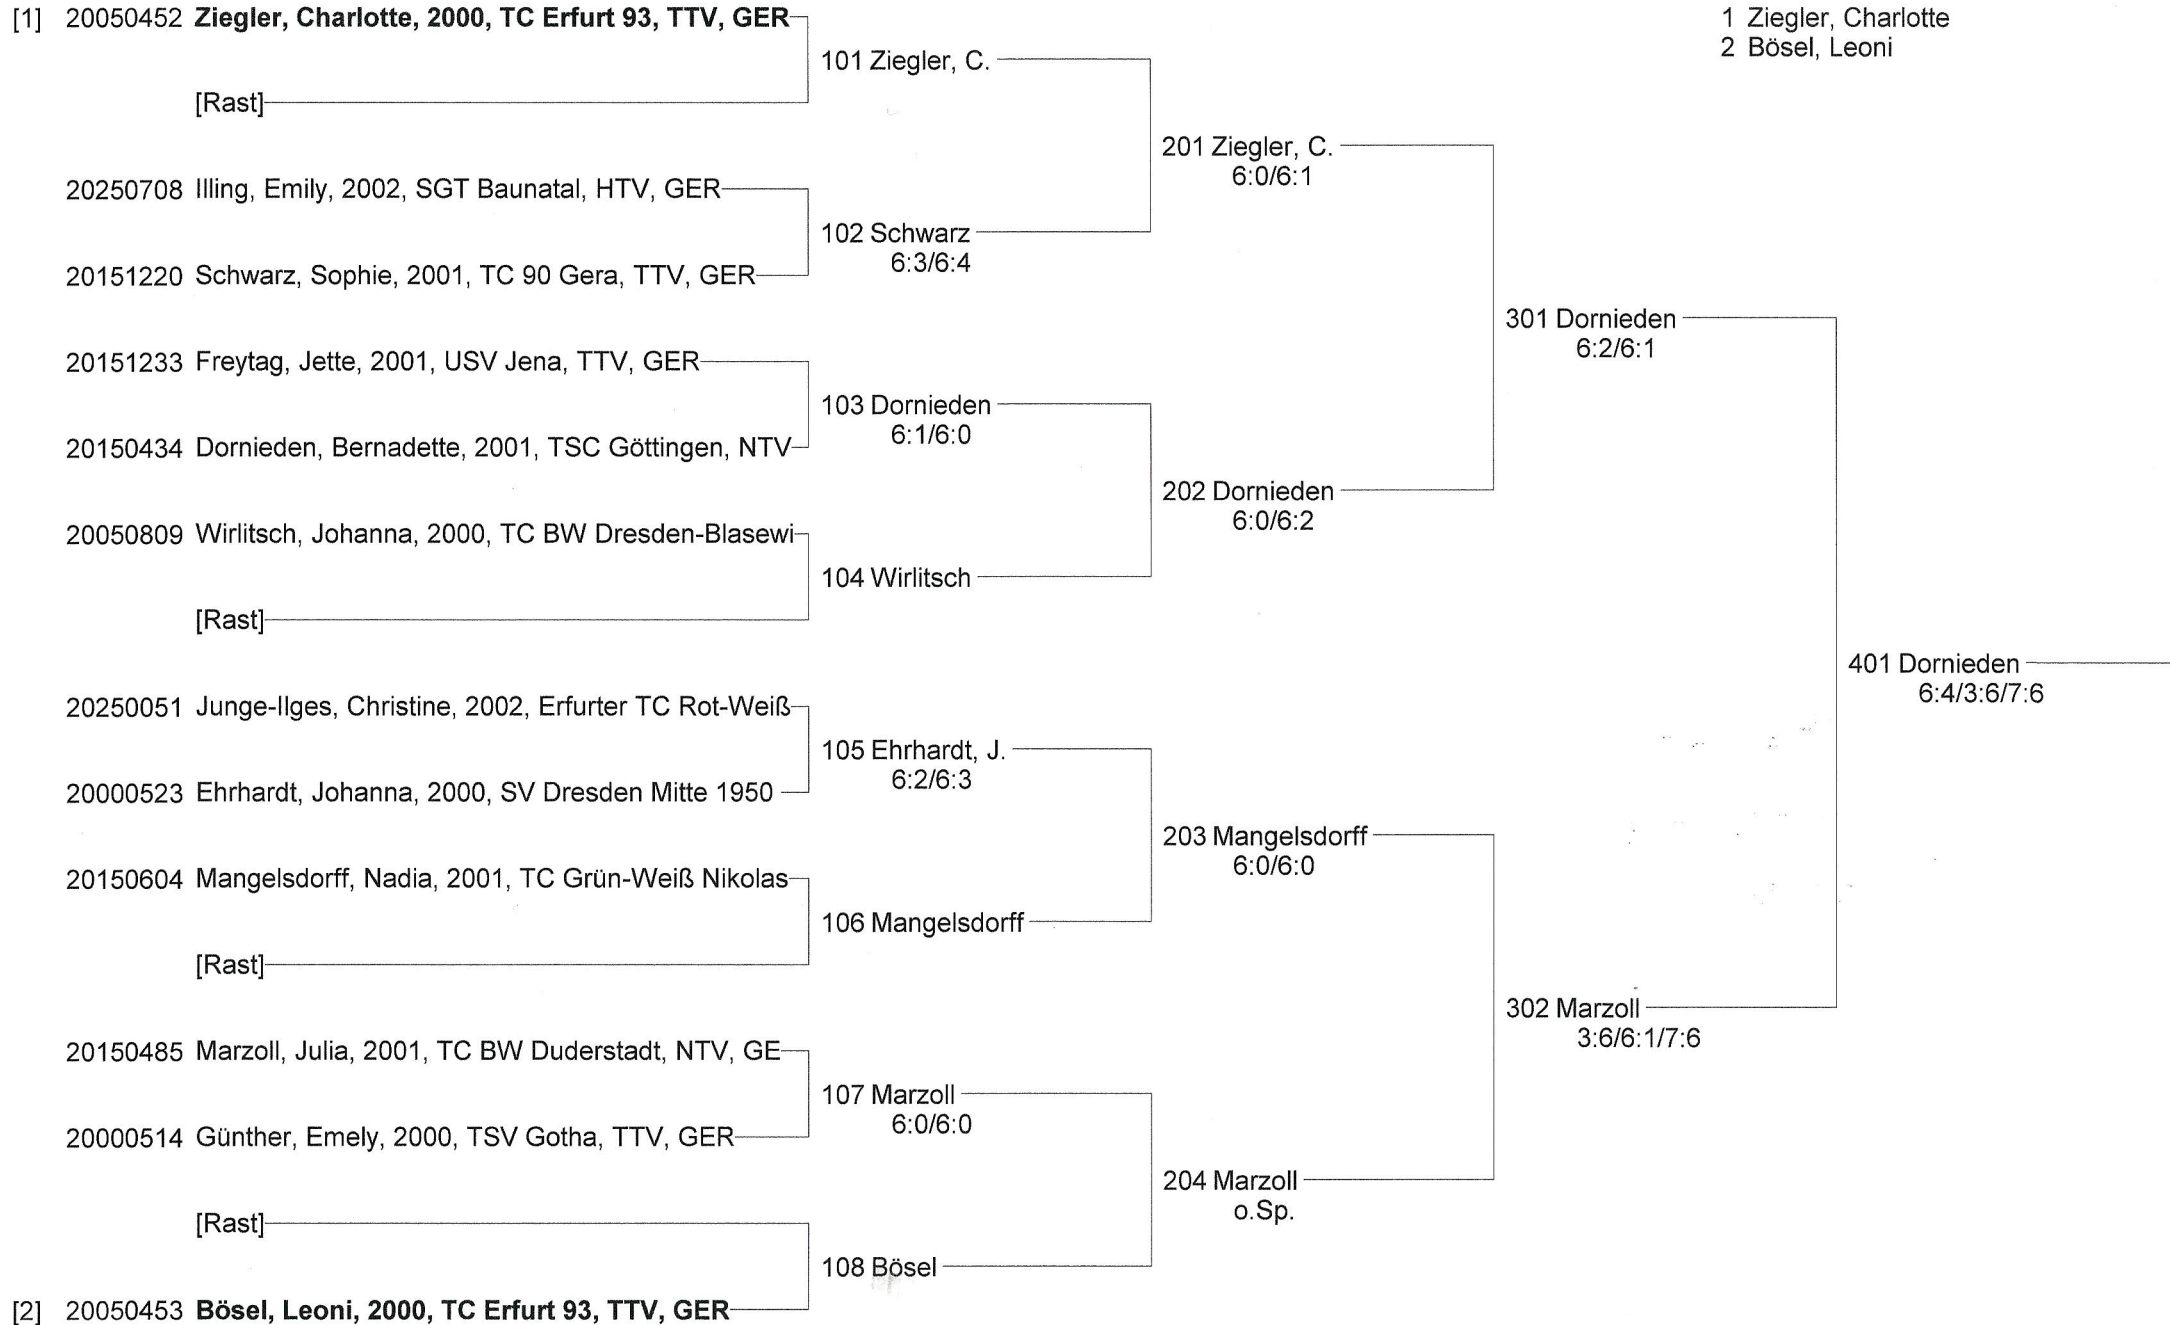 [1] 20050452 Ziegler, Charlotte, 2000, TC Erfurt 93, TTV, GER
1 Ziegler, Charlotte
2 Bösel, Leoni
101 Ziegler, C.
[Rast]
201 Ziegler, C.
6:0/6:1
20250708 Illing, Emily, 2002, SGT Baunatal, HTV, GER
102 Schwarz
6:3/6:4
20151220 Schwarz, Sophie, 2001, TC 90 Gera, TTV, GER
301 Dornieden
6:2/6:1
20151233 Freytag, Jette, 2001, USV Jena, TTV, GER
103 Dornieden
6:1/6:0
20150434 Dornieden, Bernadette, 2001, TSC Göttingen, NTV
202 Dornieden
6:0/6:2
20050809 Wirlitsch, Johanna, 2000, TC BW Dresden-Blasewi
104 Wirlitsch
[Rast]
401 Dornieden
6:4/3:6/7:6
20250051 Junge-Ilges, Christine, 2002, Erfurter TC Rot-Weiß
105 Ehrhardt, J.
6:2/6:3
20000523 Ehrhardt, Johanna, 2000, SV Dresden Mitte 1950
203 Mangelsdorff
6:0/6:0
20150604 Mangelsdorff, Nadia, 2001, TC Grün-Weiß Nikolas
106 Mangelsdorff
[Rast]
302 Marzoll
3:6/6:1/7:6
20150485 Marzoll, Julia, 2001, TC BW Duderstadt, NTV, GE
107 Marzoll
6:0/6:0
20000514 Günther, Emely, 2000, TSV Gotha, TTV, GER
204 Marzoll
o.Sp.
[Rast]
108 Bösel
[2] 20050453 Bösel, Leoni, 2000, TC Erfurt 93, TTV, GER